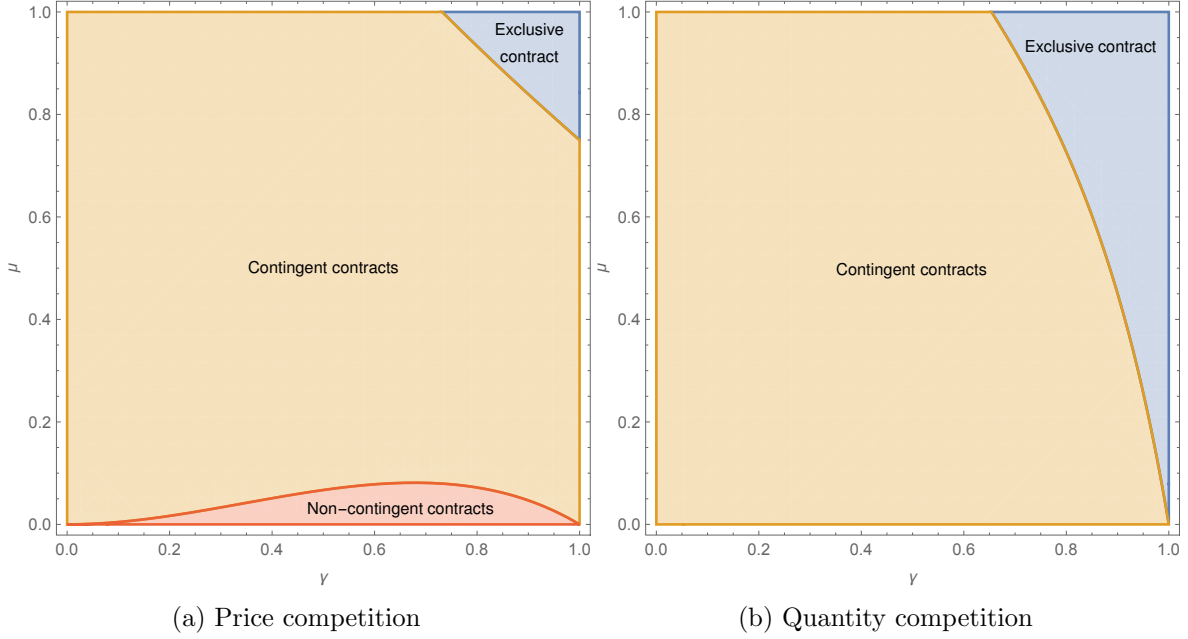 1.0
0.8
0.6
0.4
0.2
0.0
μ
Exclusive
contract
Contingent contracts
Non-contingent contracts
0.0 0.2 0.4 0.6 0.8 1.0
γ
(a) Price competition
1.0
0.8
0.6
0.4
0.2
0.0
μ
Exclusive contract
Contingent contracts
0.0 0.2 0.4 0.6 0.8 1.0
γ
(b) Quantity competition